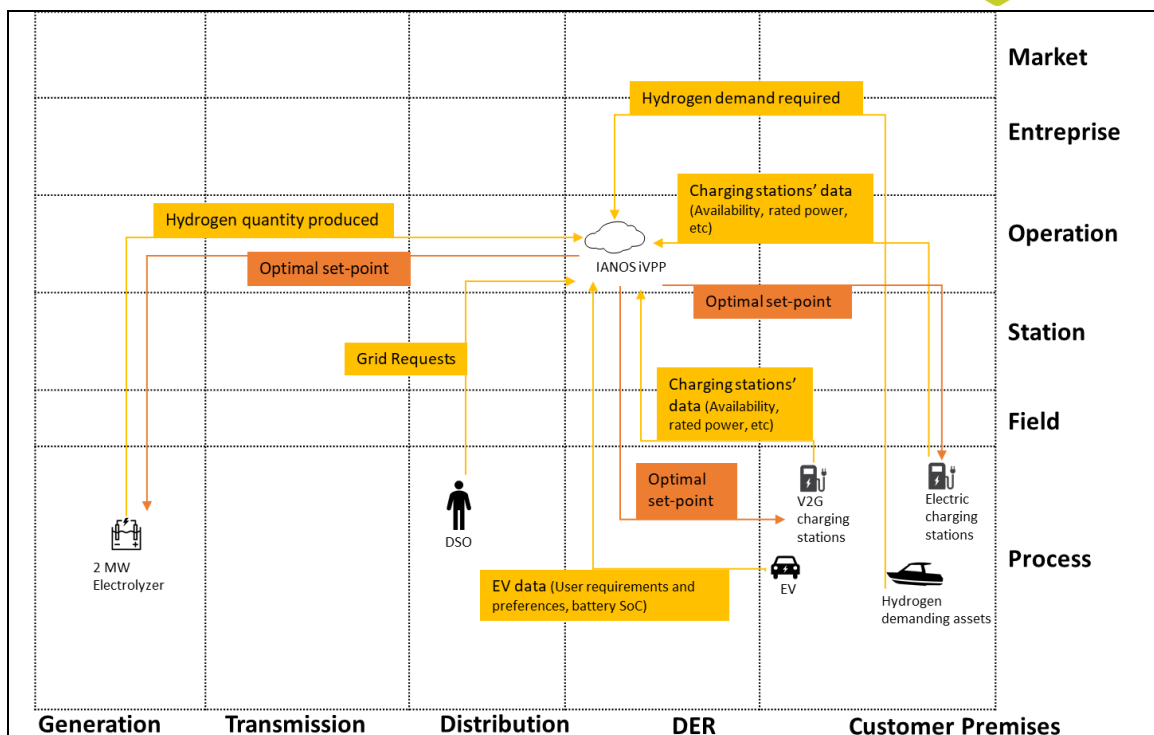 Market
Hydrogen demand required
Entreprise
Charging stations' data
(Availability, rated power,
etc)
Hydrogen quantity produced
Operation
Optimal set-point
IANOS iVPP
Optimal set-point
Station
Grid Requests
Charging stations'
data (Availability,
rated power, etc)
Field
Optimal
set-point
V2G
charging
stations
Electric
charging
stations
DSO
2 MW
Electrolyzer
Process
EV data (User requirements and
preferences, battery SoC)
EV
Hydrogen
demanding assets
Generation
Transmission
Distribution
DER
Customer Premises